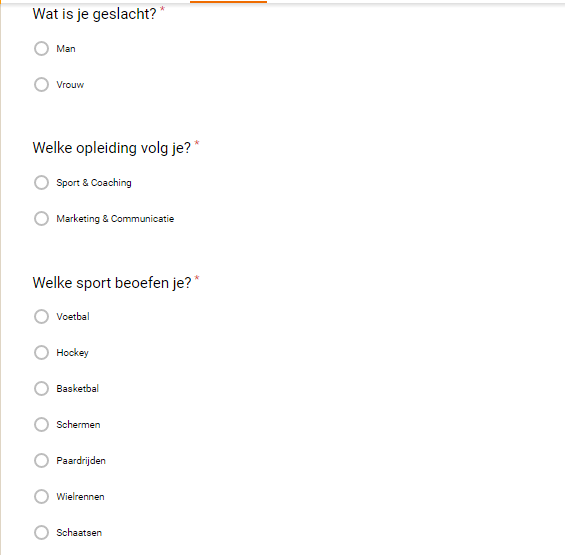 Wat is je geslacht? *
Man
Vrouw
Welke opleiding volg je? *
Sport & Coaching
Marketing & Communicatie
Welke sport beoefen je? *
Voetbal
Hockey
Basketbal
Schermen
Paardrijden
Wielrennen
Schaatsen